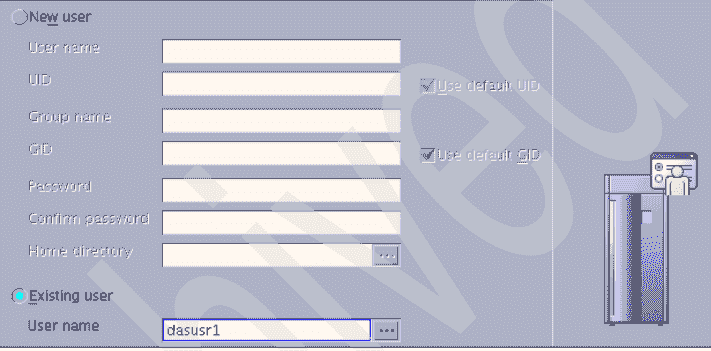 New user
User name
UID Use default UID
Group name
GID Use default GID
Password
Confirm password
Home directory ...
Existing user
User name dasusr1 ...
hived